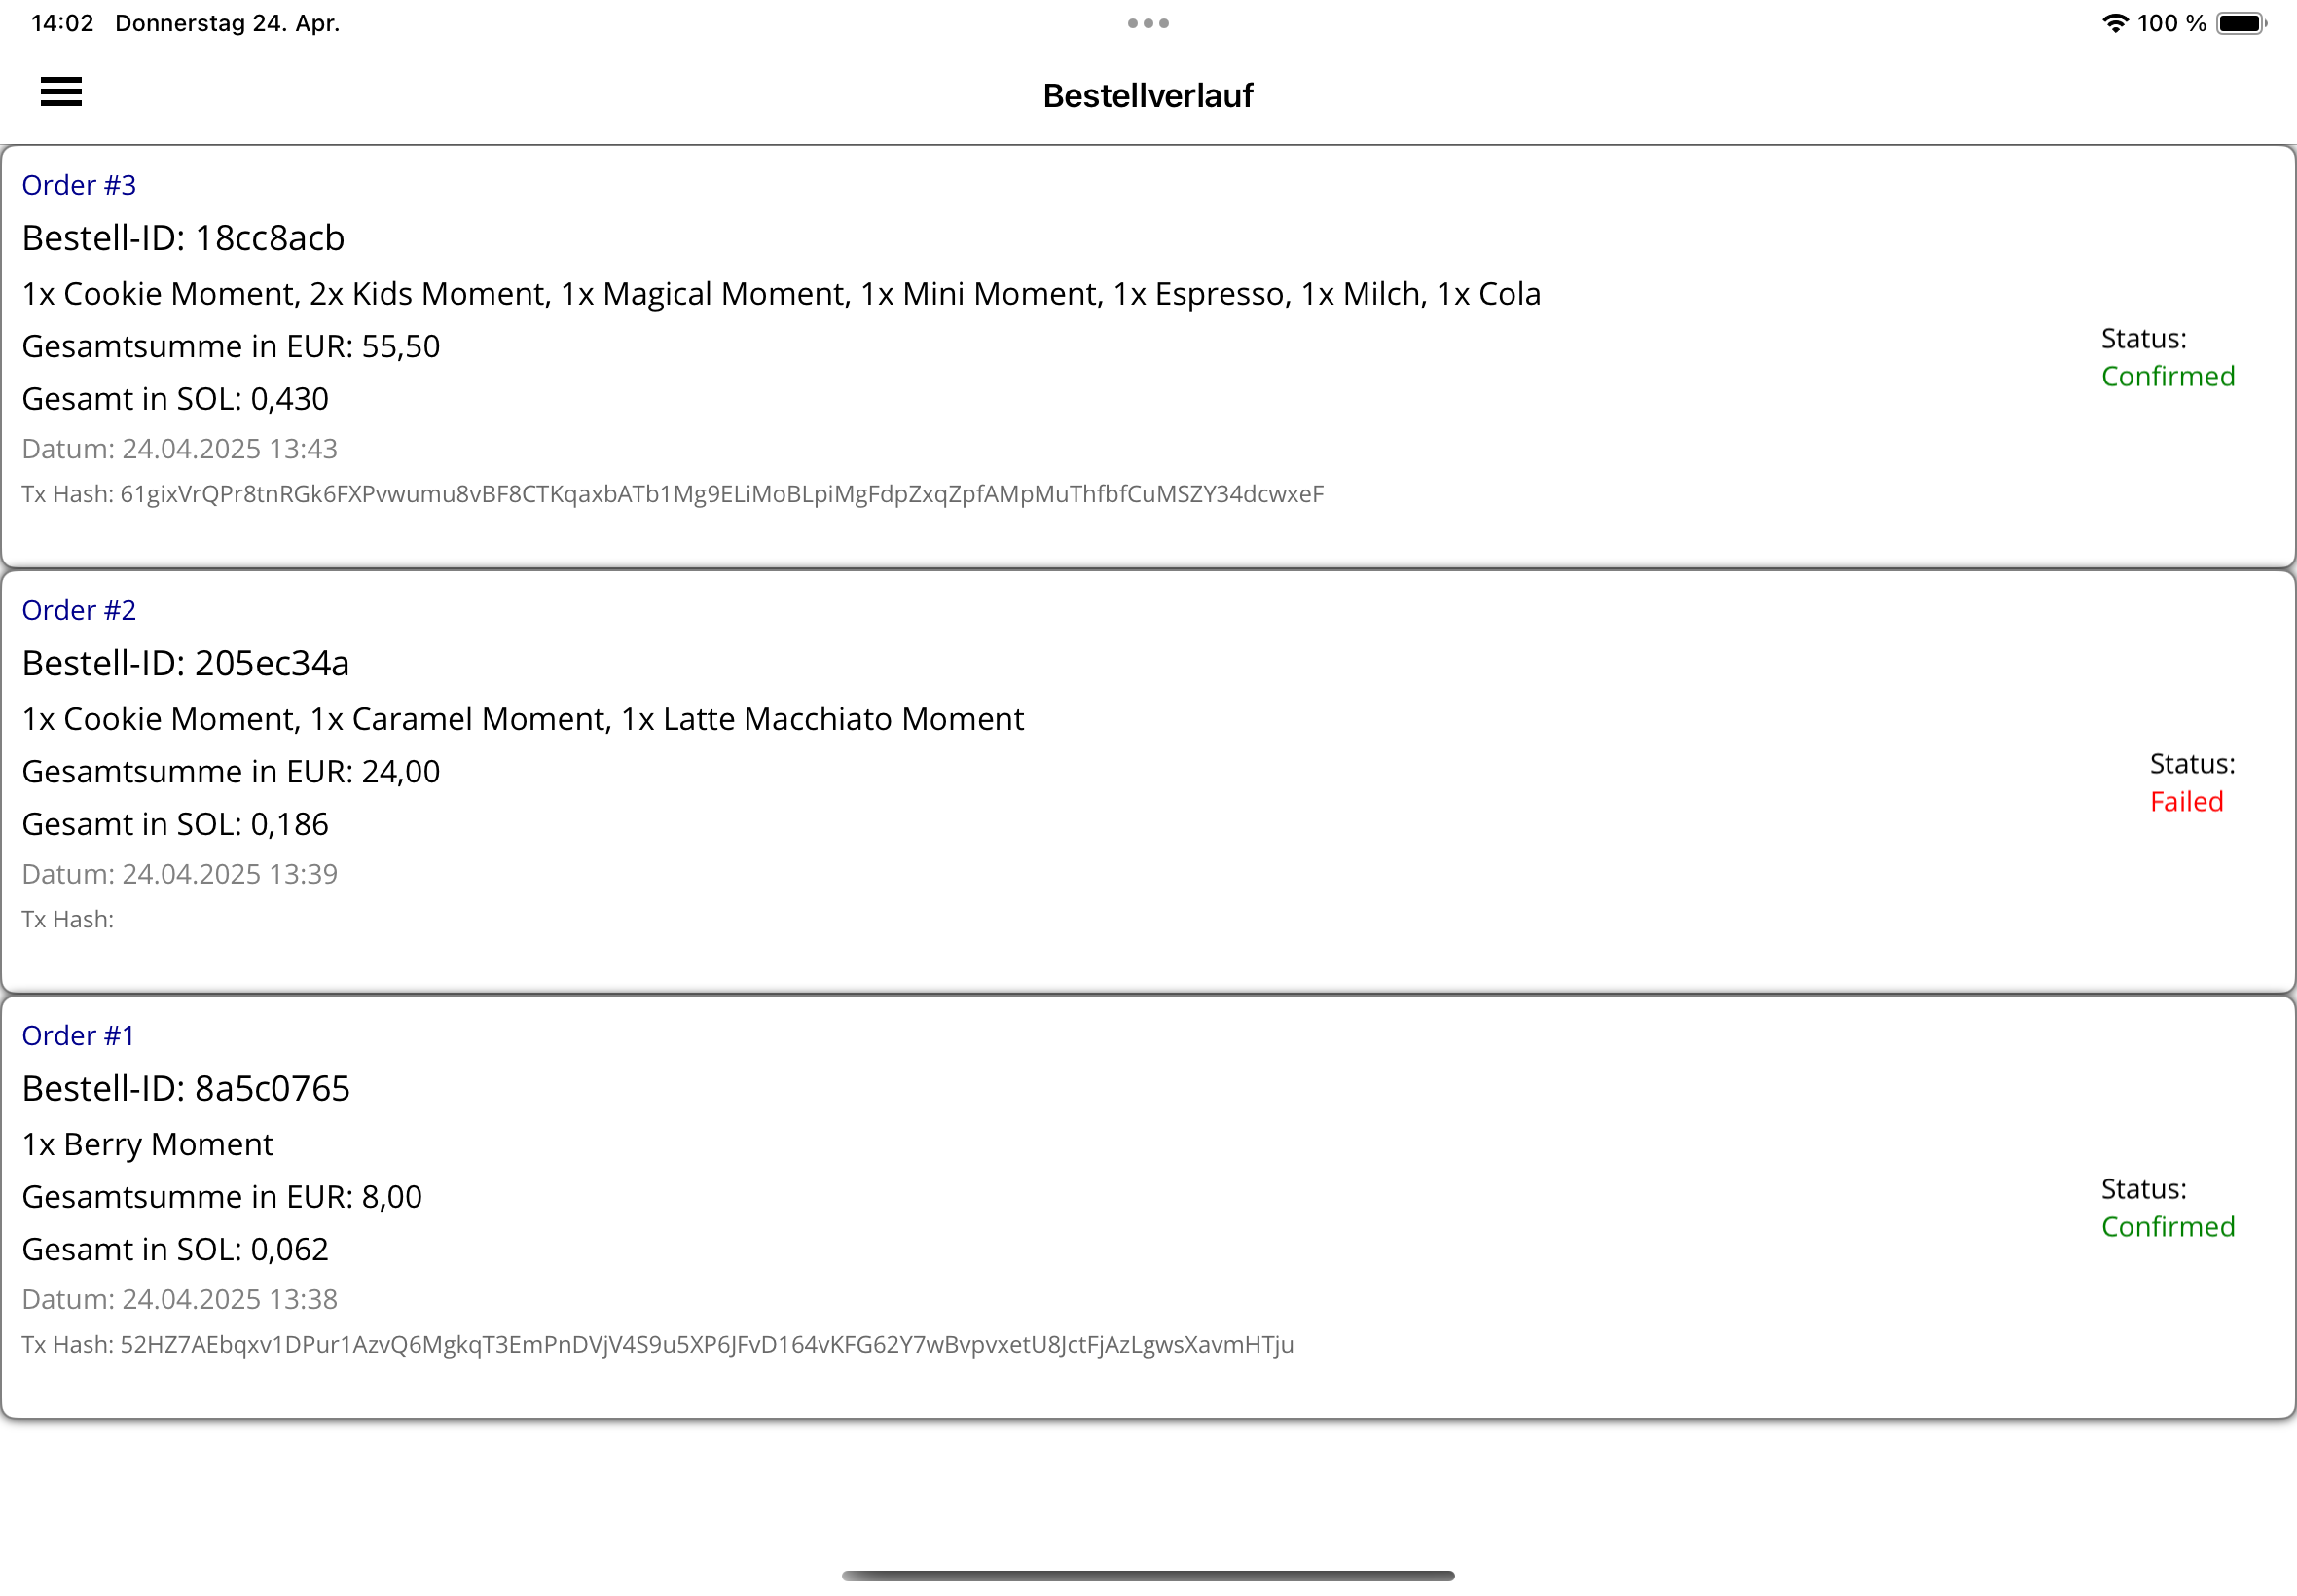 14:02 Donnerstag 24. Apr.
100 %
Bestellverlauf
Order #3
Bestell-ID: 18cc8acb
1x Cookie Moment, 2x Kids Moment, 1x Magical Moment, 1x Mini Moment, 1x Espresso, 1x Milch, 1x Cola
Gesamtsumme in EUR: 55,50
Gesamt in SOL: 0,430
Datum: 24.04.2025 13:43
Tx Hash: 61gixVrQPr8tnRGk6FXPvwumu8vBF8CTKqaxbATb1Mg9ELiMoBLpiMgFdpZxqZpfAMpMuThfbfCuMSZY34dcwxeF
Status:
Confirmed
Order #2
Bestell-ID: 205ec34a
1x Cookie Moment, 1x Caramel Moment, 1x Latte Macchiato Moment
Gesamtsumme in EUR: 24,00
Gesamt in SOL: 0,186
Datum: 24.04.2025 13:39
Tx Hash:
Status:
Failed
Order #1
Bestell-ID: 8a5c0765
1x Berry Moment
Gesamtsumme in EUR: 8,00
Gesamt in SOL: 0,062
Datum: 24.04.2025 13:38
Tx Hash: 52HZ7AEbqxv1DPur1AzvQ6MgkqT3EmPnDVjV4S9u5XP6JFvD164vKFG62Y7wBvpvxetU8JctFjAzLgwsXavmHTju
Status:
Confirmed